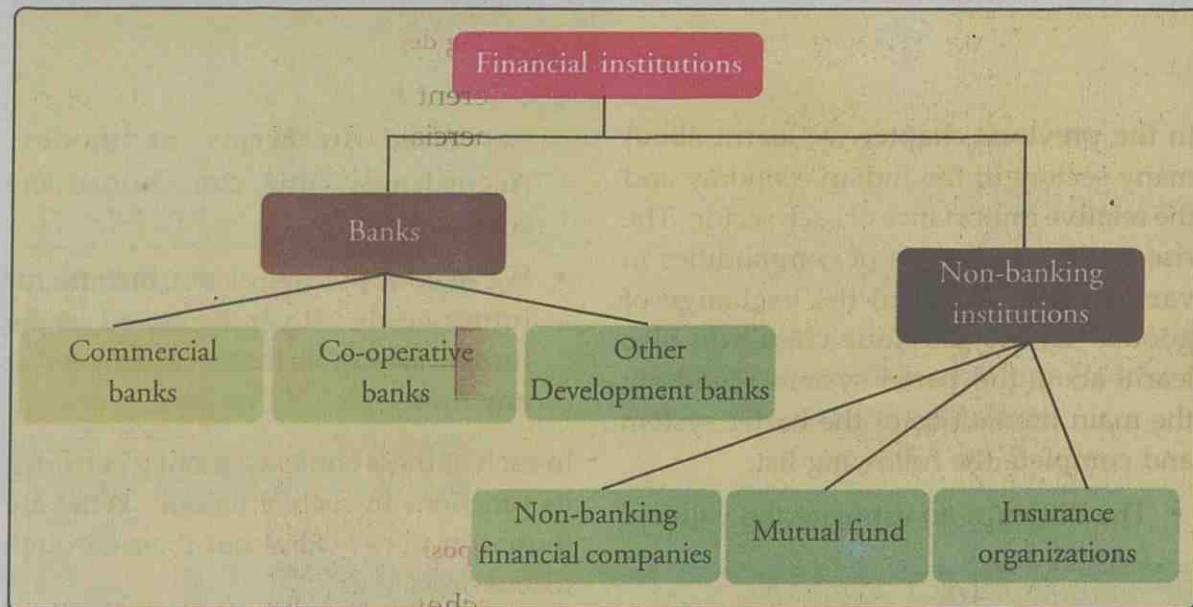 Financial institutions
Banks
Non-banking
institutions
Commercial
banks
Co-operative
banks
Other
Development banks
Non-banking
financial companies
Mutual fund
Insurance
organizations